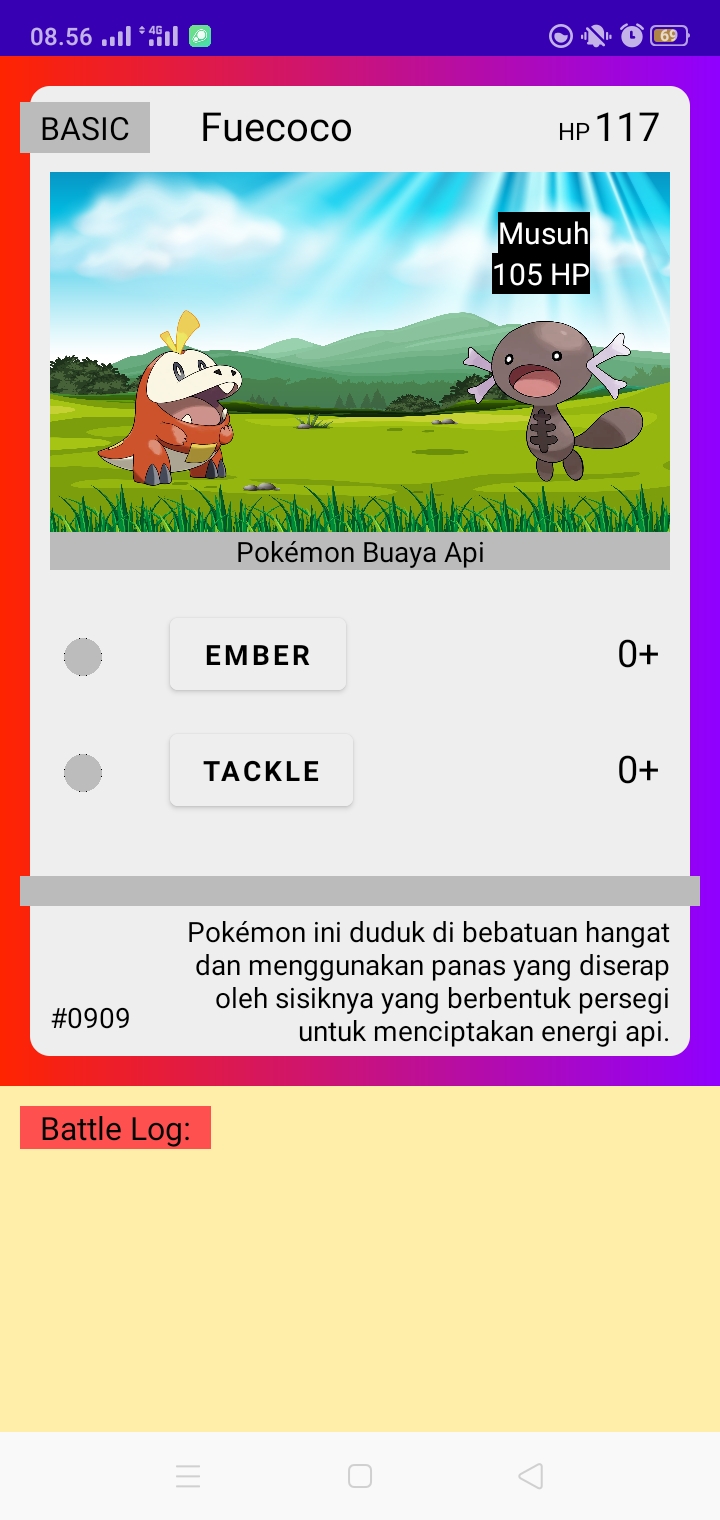 08.56
4G
69
BASIC
Fuecoco
HP 117
Musuh
105 HP
Pokémon Buaya Api
EMBER
0+
TACKLE
0+
Pokémon ini duduk di bebatuan hangat
dan menggunakan panas yang diserap
oleh sisiknya yang berbentuk persegi
untuk menciptakan energi api.
#0909
Battle Log: